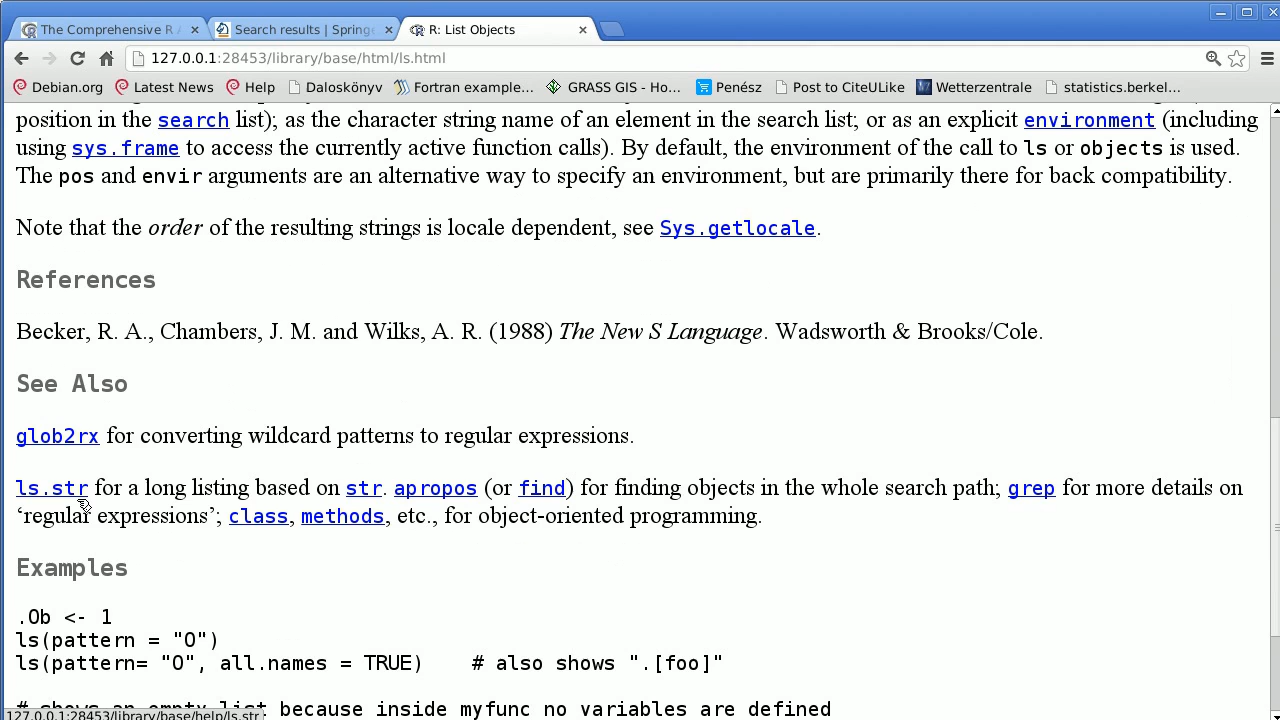 The Comprehensive R A
Search results | Springe
R: List Objects
127.0.0.1:28453/library/base/html/ls.html
Debian.org Latest News Help Daloskönyv Fortran example... GRASS GIS - Ho... Penész Post to CiteULike Wetterzentrale statistics.berkel...
position in the search list); as the character string name of an element in the search list; or as an explicit environment (including
using sys.frame to access the currently active function calls). By default, the environment of the call to ls or objects is used.
The pos and envir arguments are an alternative way to specify an environment, but are primarily there for back compatibility.
Note that the order of the resulting strings is locale dependent, see Sys.getlocale.
References
Becker, R. A., Chambers, J. M. and Wilks, A. R. (1988) The New S Language. Wadsworth & Brooks/Cole.
See Also
glob2rx for converting wildcard patterns to regular expressions.
ls.str for a long listing based on str. apropos (or find) for finding objects in the whole search path; grep for more details on
‘regular expressions’; class, methods, etc., for object-oriented programming.
Examples
.Ob <- 1
ls(pattern = "O")
ls(pattern= "O", all.names = TRUE)    # also shows ".[foo]"
# shows an empty list because inside myfunc no variables are defined
127.0.0.1:28453/library/base/help/ls.str